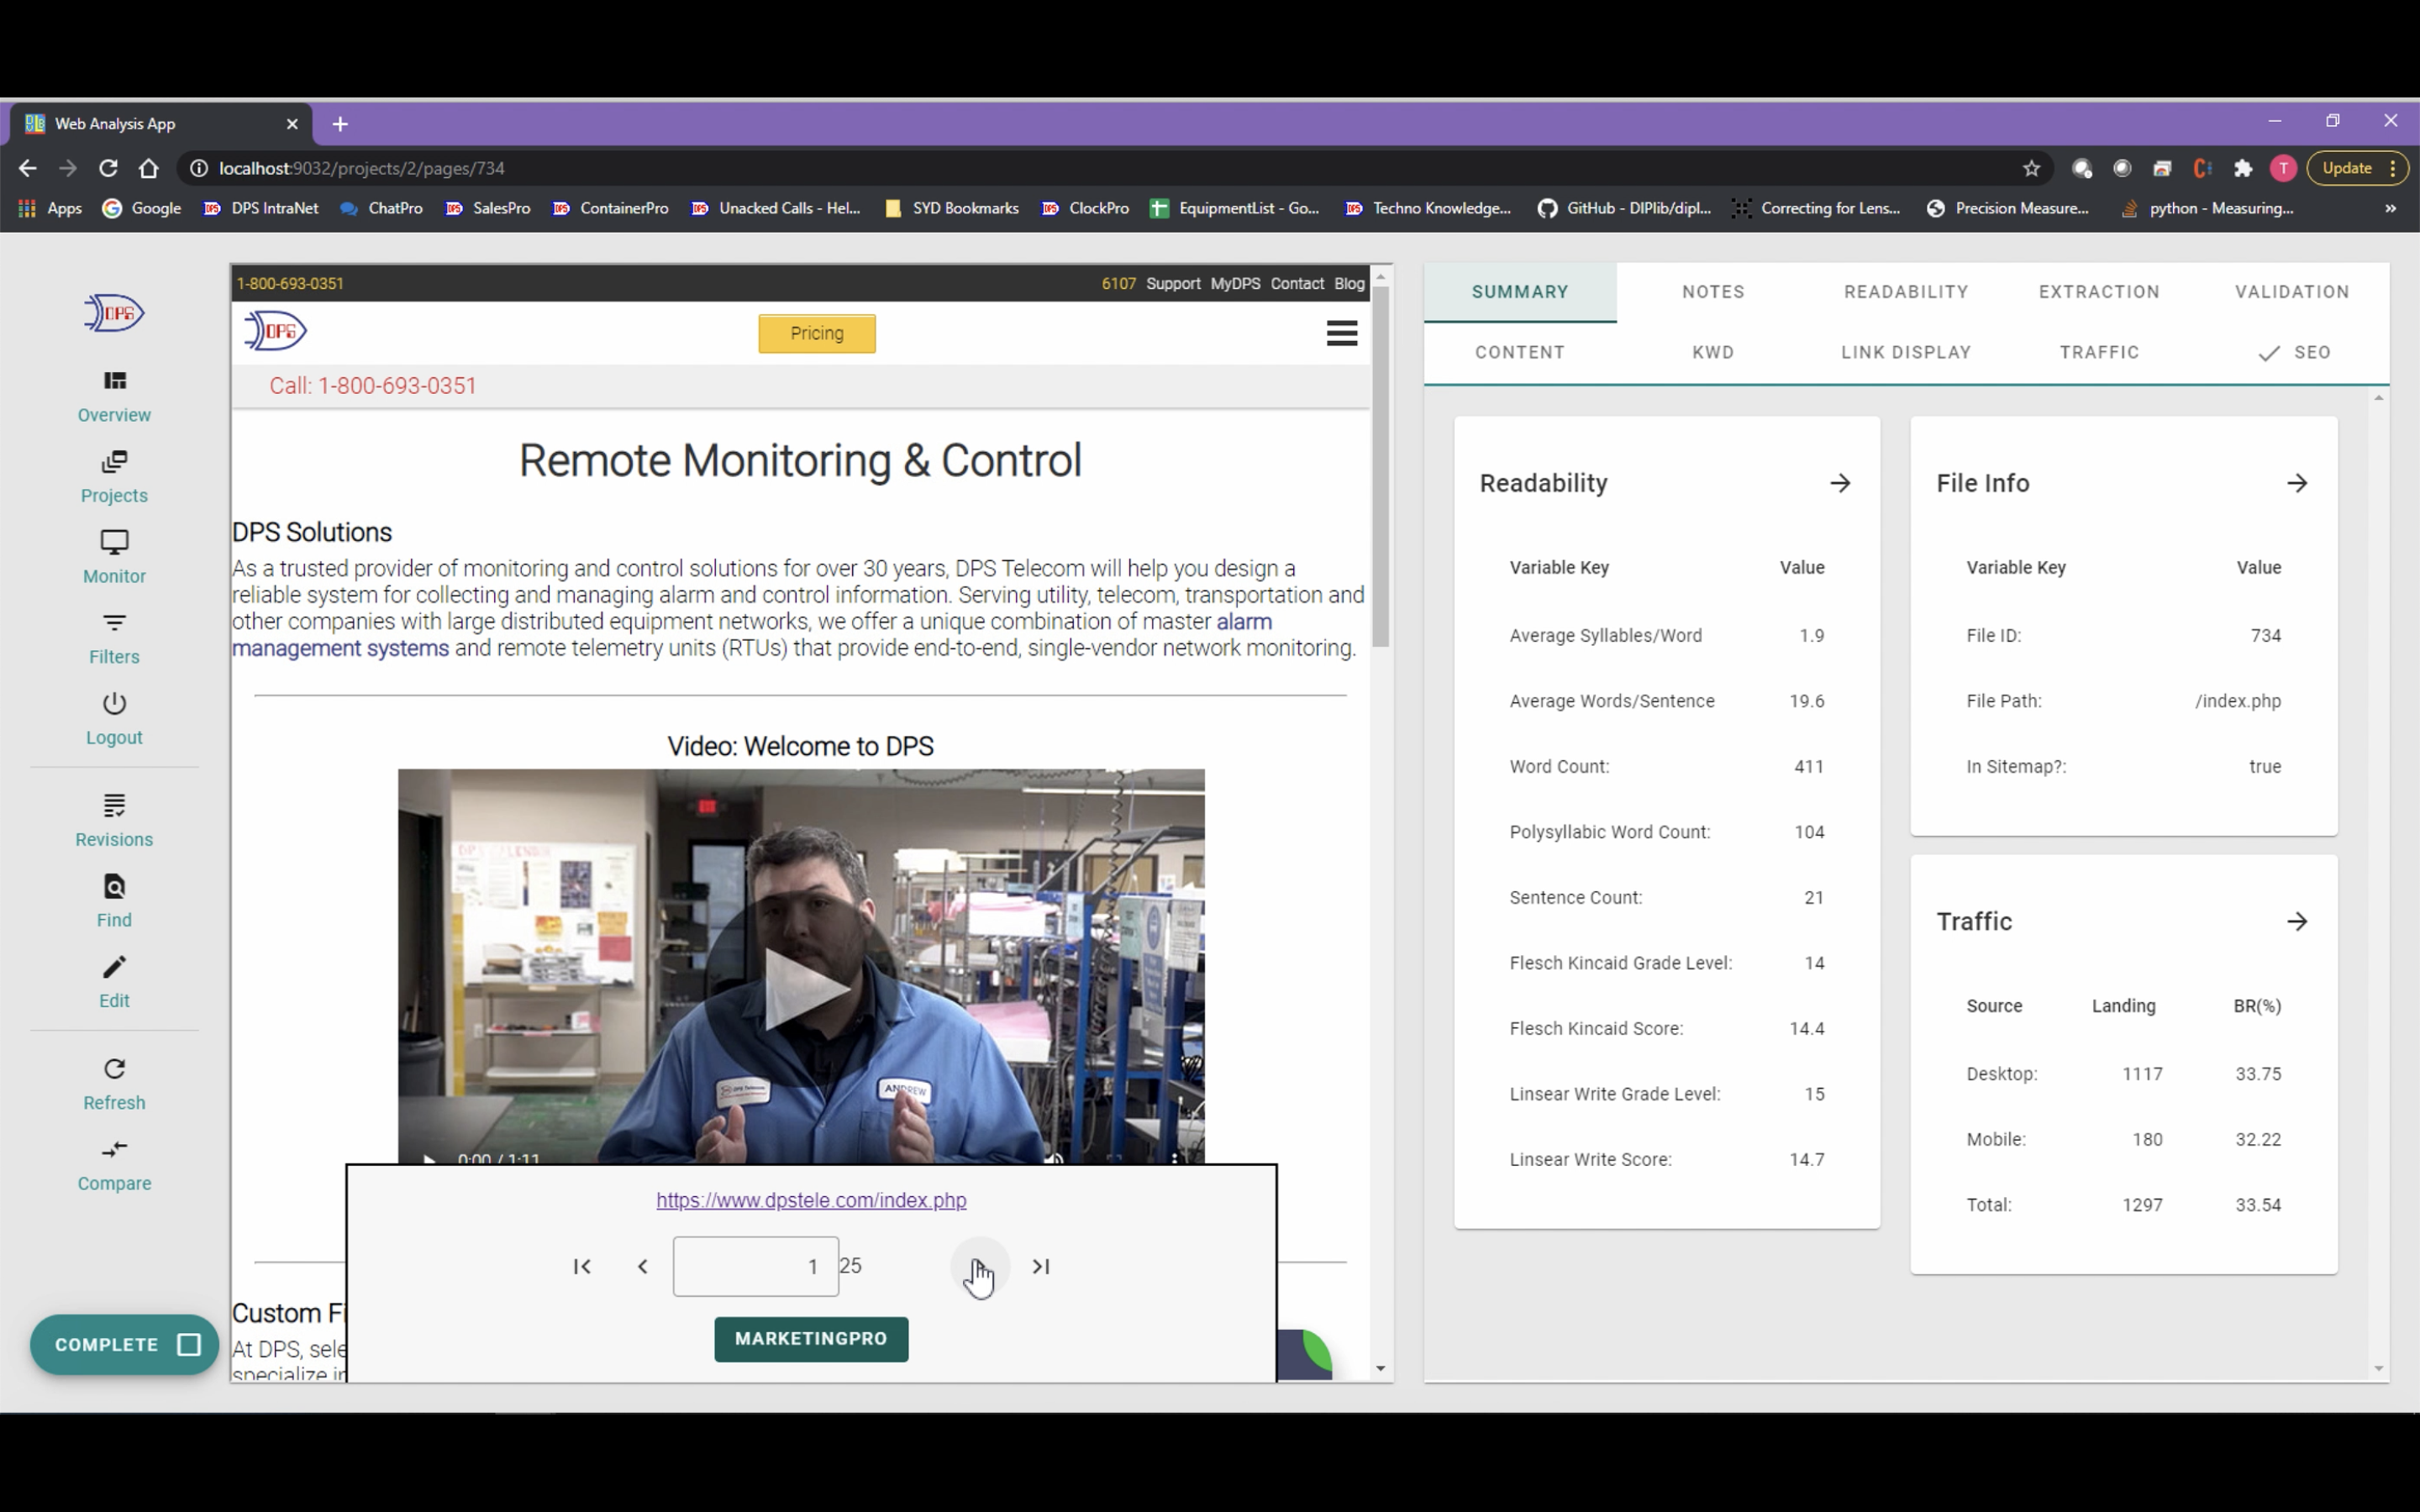 Web Analysis App
localhost:9032/projects/2/pages/734
Update
Apps
Google
DPS IntraNet
ChatPro
SalesPro
ContainerPro
Unacked Calls - Hel...
SYD Bookmarks
ClockPro
EquipmentList - Go...
Techno Knowledge...
GitHub - DIPlib/dipl...
Correcting for Lens...
Precision Measure...
python - Measuring...
»
DPS
Overview
Projects
Monitor
Filters
Logout
Revisions
Find
Edit
Refresh
Compare
COMPLETE
1-800-693-0351
6107 Support MyDPS Contact Blog
DPS
Pricing
Call: 1-800-693-0351
Remote Monitoring & Control
DPS Solutions
As a trusted provider of monitoring and control solutions for over 30 years, DPS Telecom will help you design a
reliable system for collecting and managing alarm and control information. Serving utility, telecom, transportation and
other companies with large distributed equipment networks, we offer a unique combination of master alarm
management systems and remote telemetry units (RTUs) that provide end-to-end, single-vendor network monitoring.
Video: Welcome to DPS
ANDREW
0:00 / 1:11
https://www.dpstele.com/index.php
1 25
MARKETINGPRO
Custom Fi
At DPS, sele
specialize in
SUMMARY NOTES READABILITY EXTRACTION VALIDATION
CONTENT KWD LINK DISPLAY TRAFFIC SEO
Readability
Variable Key Value
Average Syllables/Word 1.9
Average Words/Sentence 19.6
Word Count: 411
Polysyllabic Word Count: 104
Sentence Count: 21
Flesch Kincaid Grade Level: 14
Flesch Kincaid Score: 14.4
Linsear Write Grade Level: 15
Linsear Write Score: 14.7
File Info
Variable Key Value
File ID: 734
File Path: /index.php
In Sitemap?: true
Traffic
Source Landing BR(%)
Desktop: 1117 33.75
Mobile: 180 32.22
Total: 1297 33.54